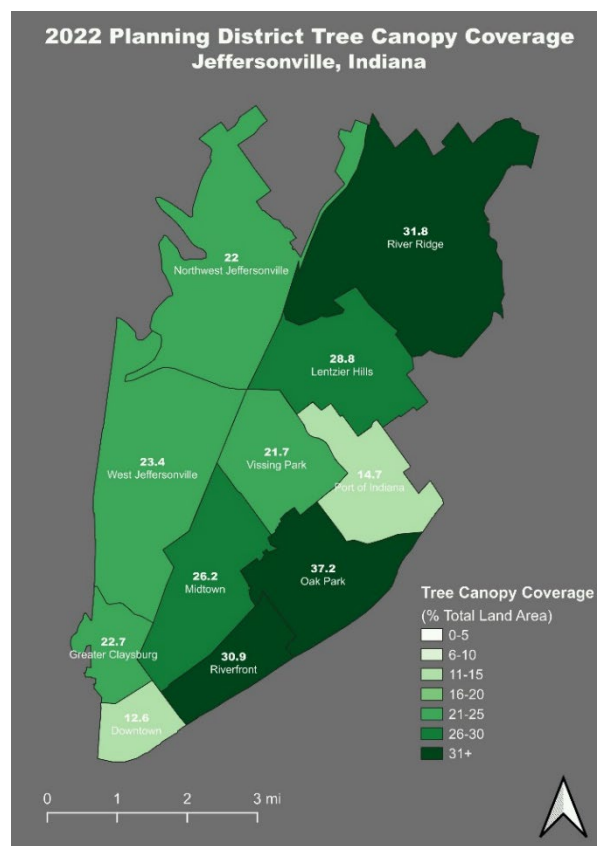 2022 Planning District Tree Canopy Coverage
Jeffersonville, Indiana
31.8
River Ridge
22
Northwest Jeffersonville
28.8
Lentzier Hills
21.7
Vissing Park
23.4
West Jeffersonville
14.7
Port of Indiana
37.2
Oak Park
26.2
Midtown
22.7
Greater Claysburg
30.9
Riverfront
12.6
Downtown
Tree Canopy Coverage
(% Total Land Area)
0-5
6-10
11-15
16-20
21-25
26-30
31+
0 1 2 3 mi